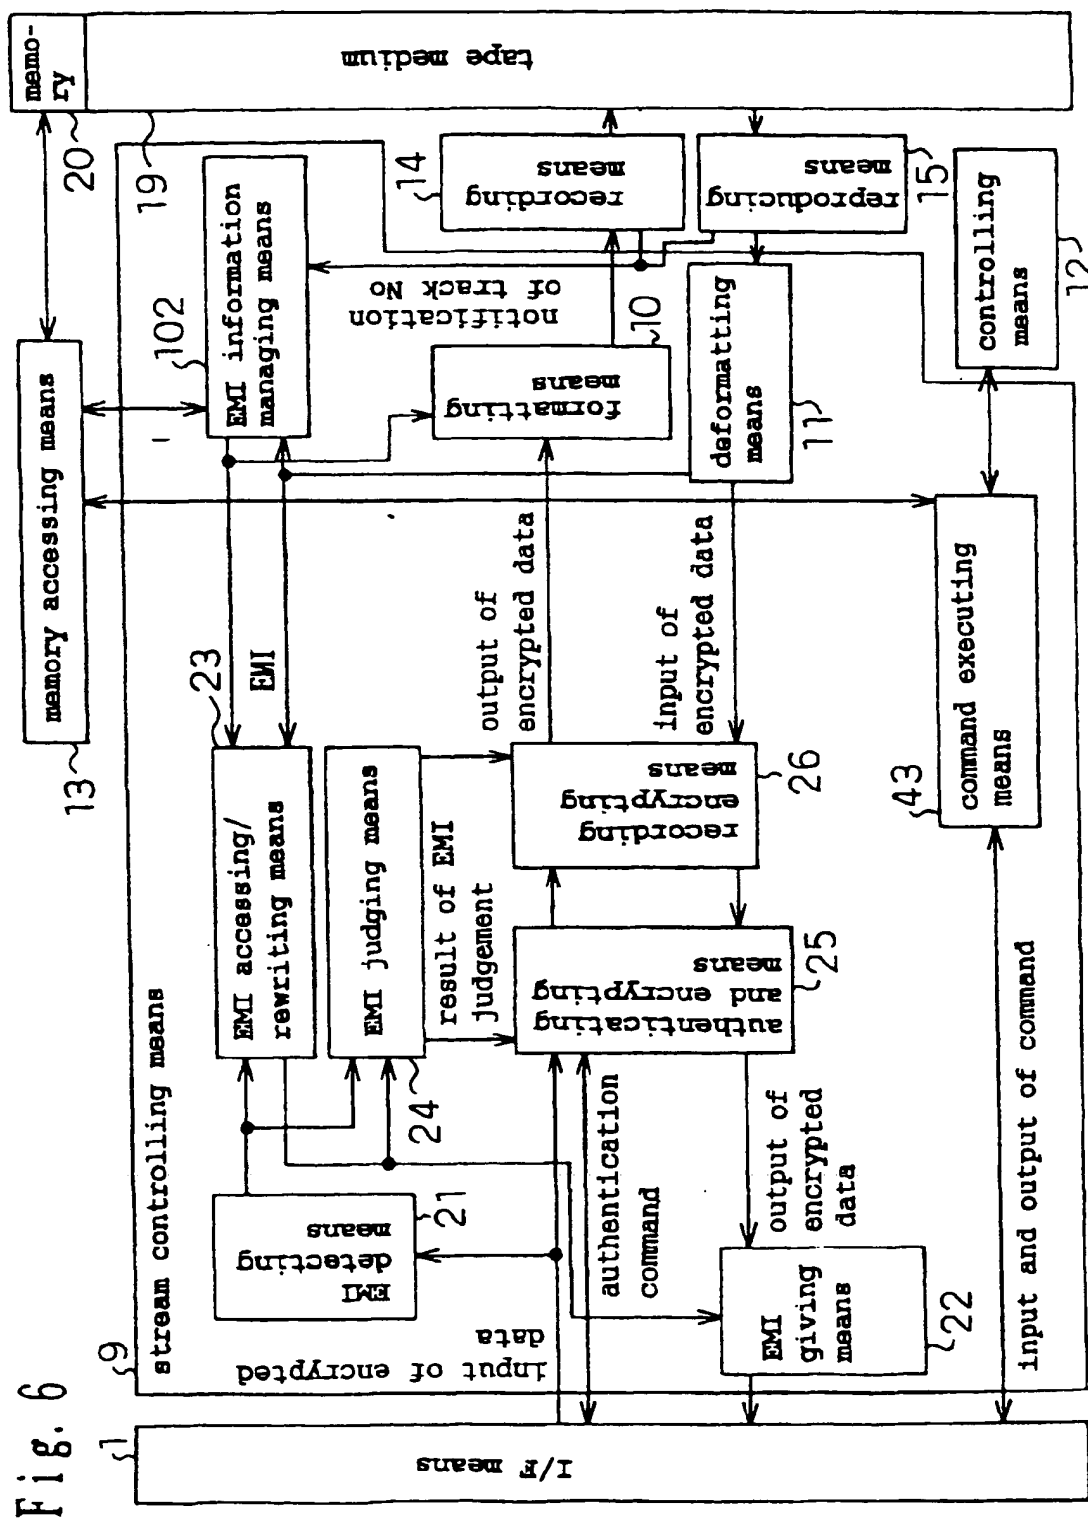 Fig. 6
1
I/F means
9
stream controlling means
input of encrypted
data
EMI
detecting
means
21
EMI accessing/
rewriting means
23
EMI
EMI judging means
24
result of EMI
judgement
authenticating
and encrypting
means
25
authentication
command
recording
encrypting
means
26
output of
encrypted data
input of
encrypted data
output of
encrypted
data
EMI
giving
means
22
input and output of command
command executing
means
43
controlling
means
12
memory accessing means
13
EMI information
managing means
102
notification
of track No
formatting
means
10
deformatting
means
11
recording
means
14
reproducing
means
15
memo-
ry
20
19
tape medium